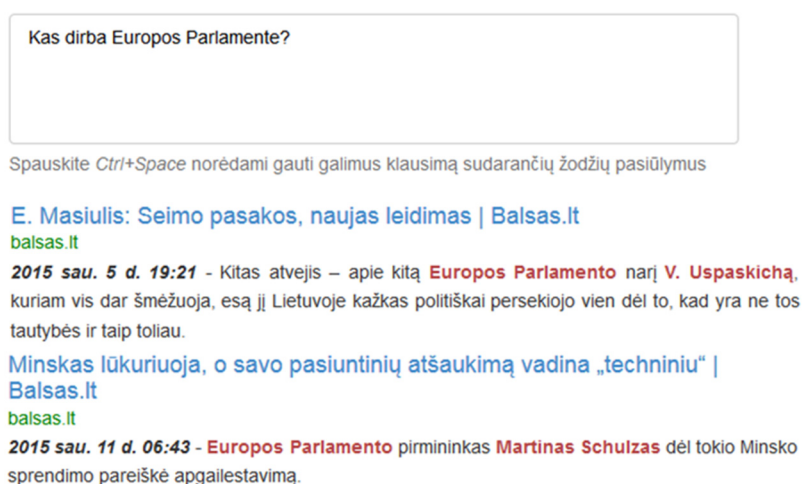 Kas dirba Europos Parlamente?
Spauskite Ctrl+Space norėdami gauti galimus klausimą sudarančių žodžių pasiūlymus
E. Masiulis: Seimo pasakos, naujas leidimas | Balsas.lt
balsas.lt
2015 sau. 5 d. 19:21 - Kitas atvejis – apie kitą Europos Parlamento narį V. Uspaskichą,
kuriam vis dar šmėžuoja, esą jį Lietuvoje kažkas politiškai persekiojo vien dėl to, kad yra ne tos
tautybės ir taip toliau.
Minskas lūkuriuoja, o savo pasiuntinių atšaukimą vadina „techniniu“ |
Balsas.lt
balsas.lt
2015 sau. 11 d. 06:43 - Europos Parlamento pirmininkas Martinas Schulzas dėl tokio Minsko
sprendimo pareiškė apgailestavimą.